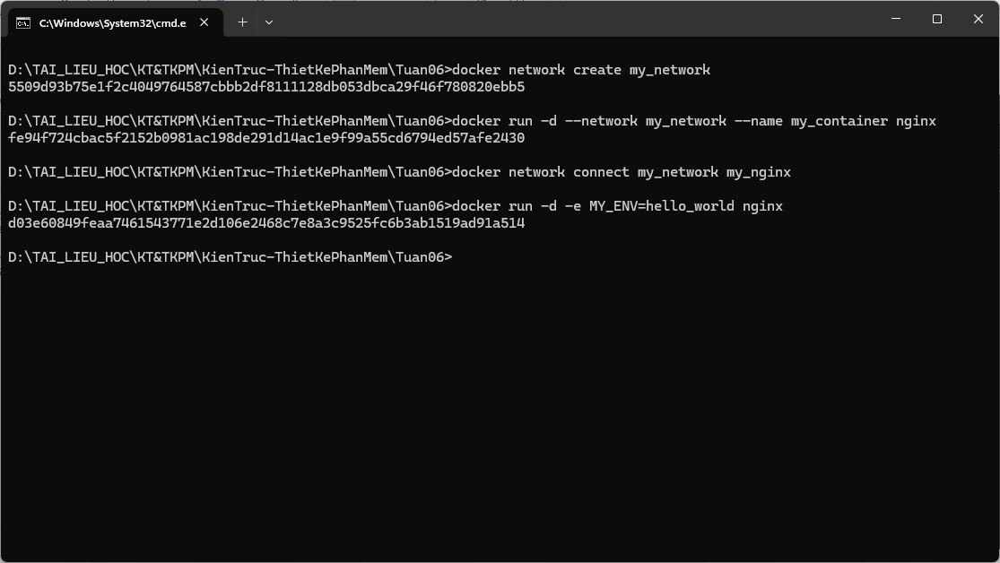 C:\Windows\System32\cmd.e
D:\TAI_LIEU_HOC\KT&TKPM\KienTruc-ThietKePhanMem\Tuan06>docker network create my_network
5509d93b75e1f2c4049764587cbbb2df8111128db053dbca29f46f780820ebb5
D:\TAI_LIEU_HOC\KT&TKPM\KienTruc-ThietKePhanMem\Tuan06>docker run -d --network my_network --name my_container nginx
fe94f724cbac5f2152b0981ac198de291d14ac1e9f99a55cd6794ed57afe2430
D:\TAI_LIEU_HOC\KT&TKPM\KienTruc-ThietKePhanMem\Tuan06>docker network connect my_network my_nginx
D:\TAI_LIEU_HOC\KT&TKPM\KienTruc-ThietKePhanMem\Tuan06>docker run -d -e MY_ENV=hello_world nginx
d03e60849feaa7461543771e2d106e2468c7e8a3c9525fc6b3ab1519ad91a514
D:\TAI_LIEU_HOC\KT&TKPM\KienTruc-ThietKePhanMem\Tuan06>